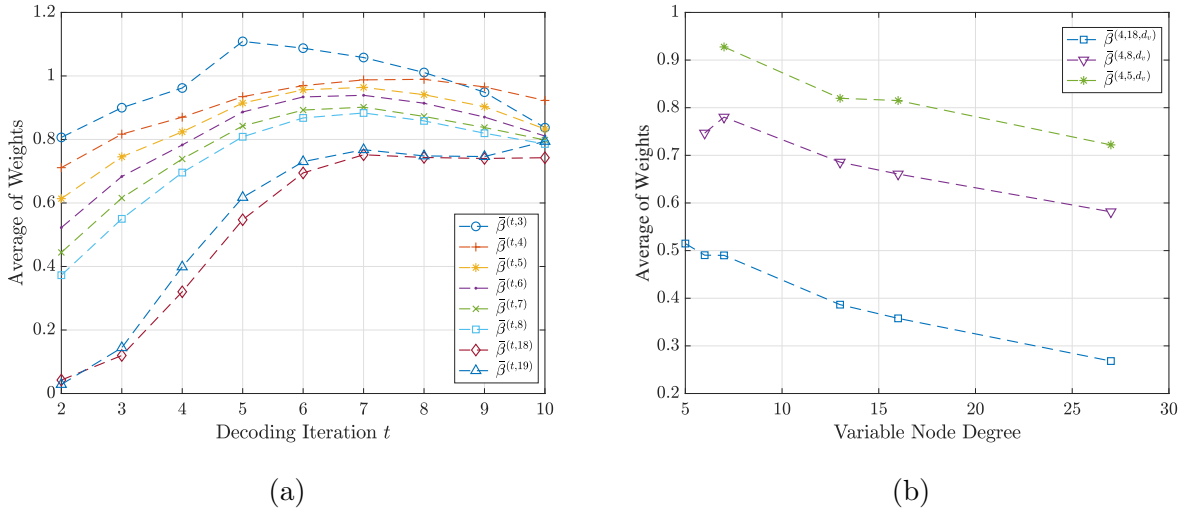 1.2
1
0.8
0.6
0.4
0.2
0
Average of Weights
2 3 4 5 6 7 8 9 10
Decoding Iteration t
β̄^(t,3)
β̄^(t,4)
β̄^(t,5)
β̄^(t,6)
β̄^(t,7)
β̄^(t,8)
β̄^(t,18)
β̄^(t,19)
(a)
1
0.9
0.8
0.7
0.6
0.5
0.4
0.3
0.2
Average of Weights
5 10 15 20 25 30
Variable Node Degree
β̄^(4,18,d_v)
β̄^(4,8,d_v)
β̄^(4,5,d_v)
(b)